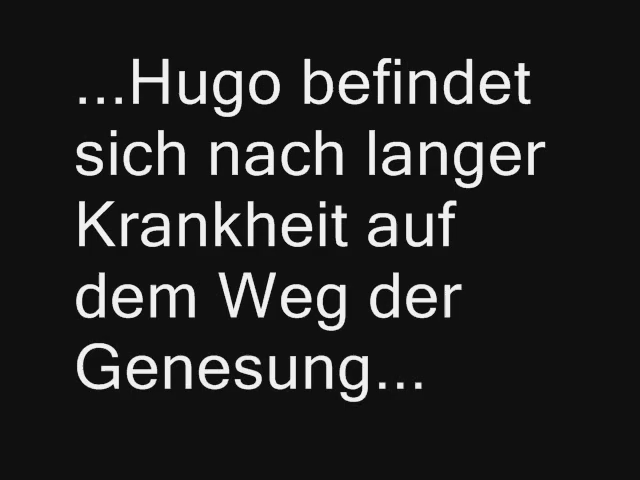 ...Hugo befindet
sich nach langer
Krankheit auf
dem Weg der
Genesung...